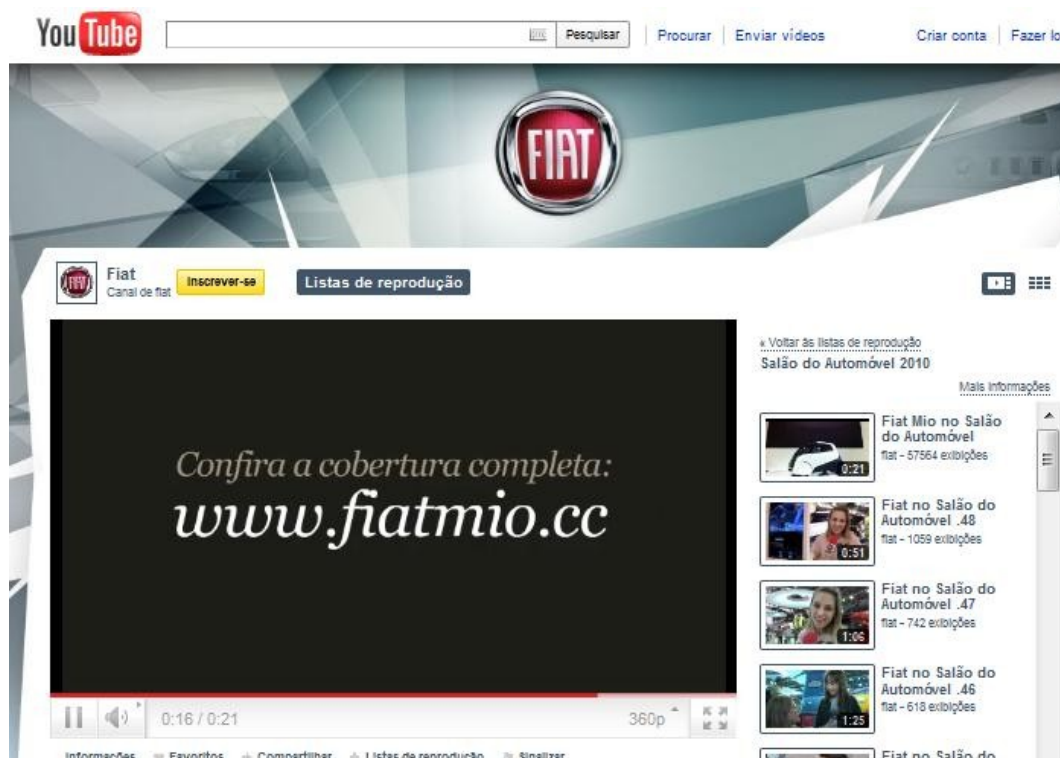 YouTube
Pesquisar
Procurar
Enviar vídeos
Criar conta
Fazer lo
FIAT
Fiat
Canal de fiat
Inscrever-se
Listas de reprodução
« Voltar às listas de reprodução
Salão do Automóvel 2010
Mais informações
Confira a cobertura completa:
www.fiatmio.cc
0:16 / 0:21
360p
Fiat Mio no Salão
do Automóvel
fiat - 57564 exibições
0:21
Fiat no Salão do
Automóvel .48
fiat - 1059 exibições
0:51
Fiat no Salão do
Automóvel .47
fiat - 742 exibições
1:06
Fiat no Salão do
Automóvel .46
fiat - 618 exibições
1:25
Fiat no Salão do
Informações
Favoritos
Compartilhar
Listas de reprodução
Sinalizar